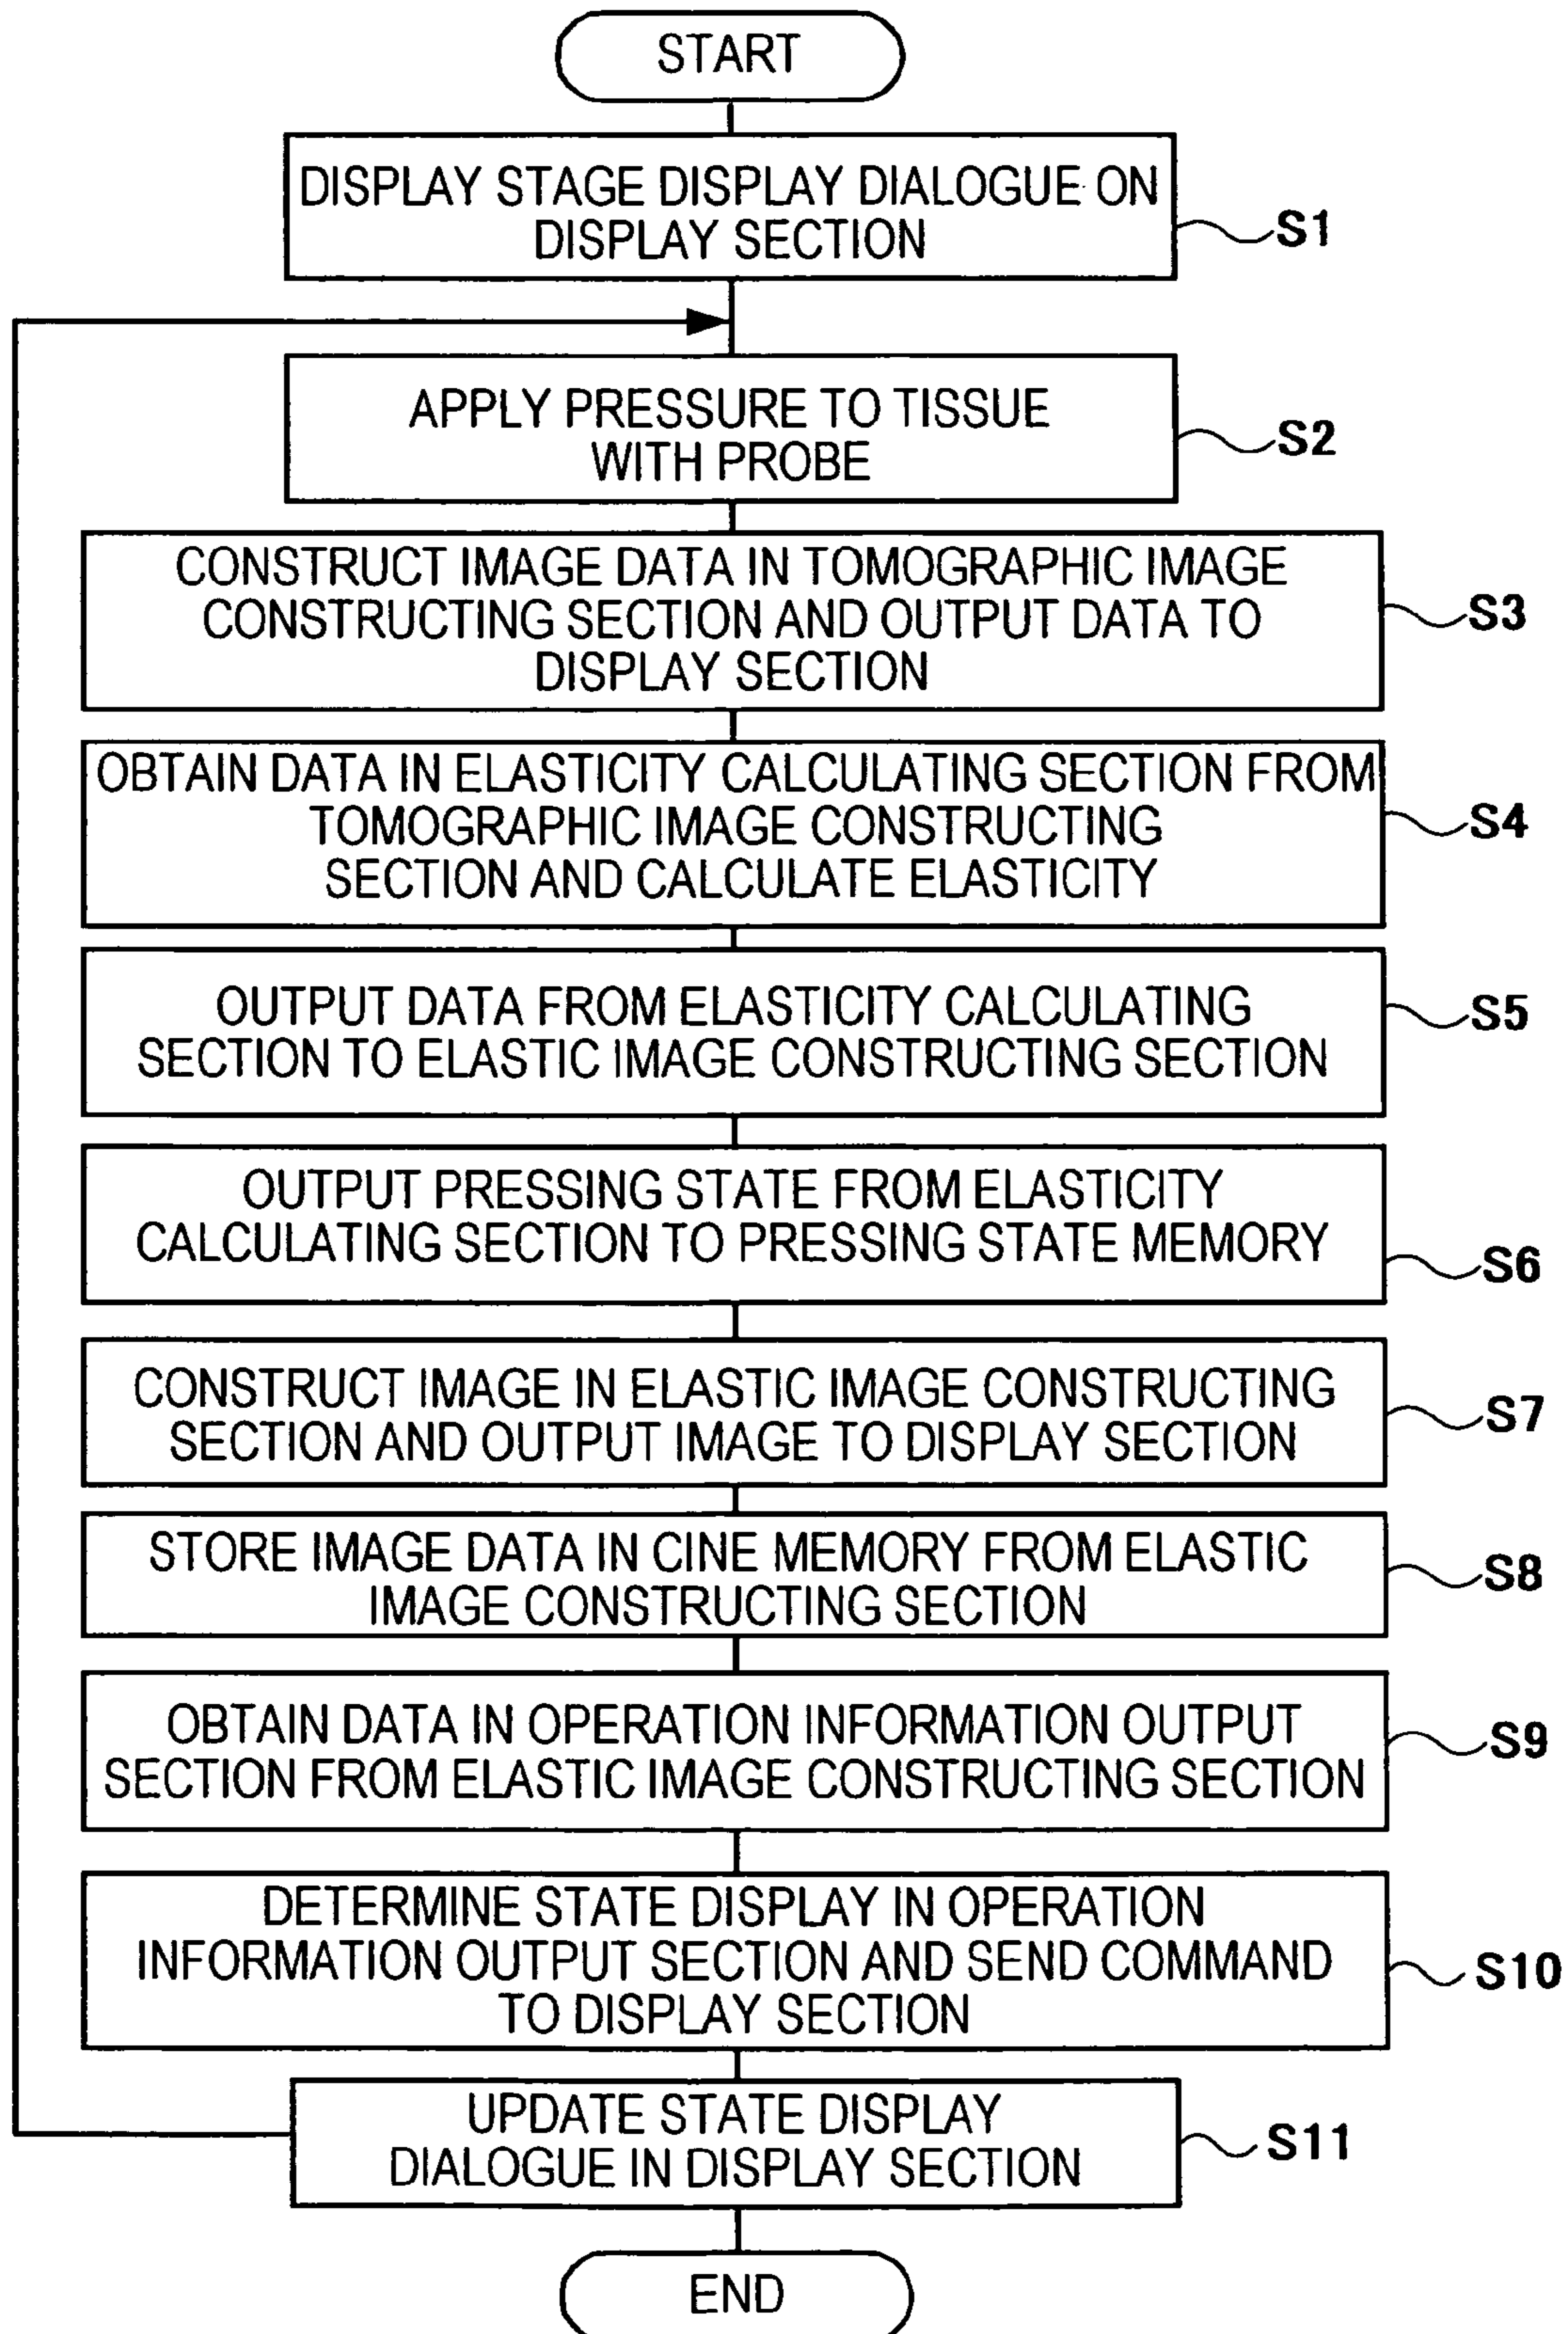 START
DISPLAY STAGE DISPLAY DIALOGUE ON
DISPLAY SECTION
S1
APPLY PRESSURE TO TISSUE
WITH PROBE
S2
CONSTRUCT IMAGE DATA IN TOMOGRAPHIC IMAGE
CONSTRUCTING SECTION AND OUTPUT DATA TO
DISPLAY SECTION
S3
OBTAIN DATA IN ELASTICITY CALCULATING SECTION FROM
TOMOGRAPHIC IMAGE CONSTRUCTING
SECTION AND CALCULATE ELASTICITY
S4
OUTPUT DATA FROM ELASTICITY CALCULATING
SECTION TO ELASTIC IMAGE CONSTRUCTING SECTION
S5
OUTPUT PRESSING STATE FROM ELASTICITY
CALCULATING SECTION TO PRESSING STATE MEMORY
S6
CONSTRUCT IMAGE IN ELASTIC IMAGE CONSTRUCTING
SECTION AND OUTPUT IMAGE TO DISPLAY SECTION
S7
STORE IMAGE DATA IN CINE MEMORY FROM ELASTIC
IMAGE CONSTRUCTING SECTION
S8
OBTAIN DATA IN OPERATION INFORMATION OUTPUT
SECTION FROM ELASTIC IMAGE CONSTRUCTING SECTION
S9
DETERMINE STATE DISPLAY IN OPERATION
INFORMATION OUTPUT SECTION AND SEND COMMAND
TO DISPLAY SECTION
S10
UPDATE STATE DISPLAY
DIALOGUE IN DISPLAY SECTION
S11
END